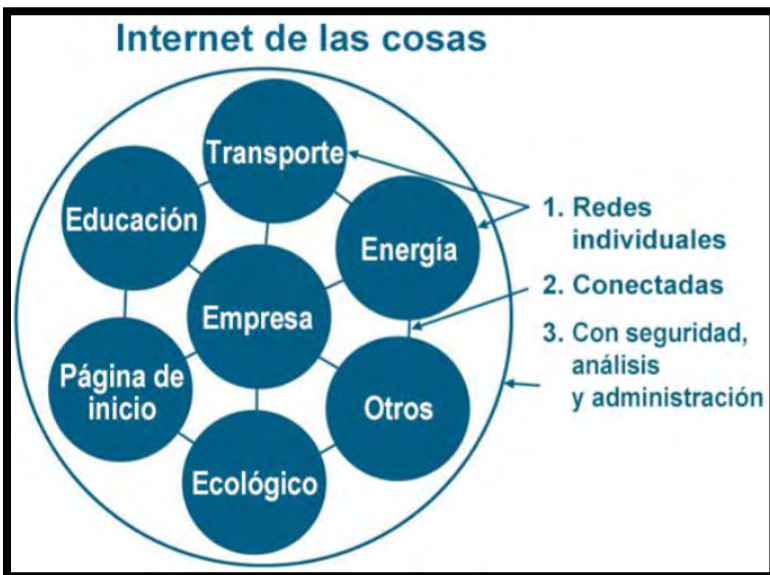 Internet de las cosas
Transporte
Educación
Energía
Empresa
Página de
inicio
Otros
Ecológico
1. Redes
individuales
2. Conectadas
3. Con seguridad,
análisis
y administración